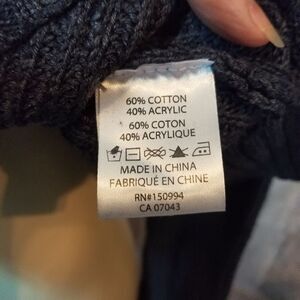 60% COTTON
40% ACRYLIC
60% COTON
40% ACRYLIQUE
MADE IN CHINA
FABRIQUÉ EN CHINE
RN#150994
CA 07043